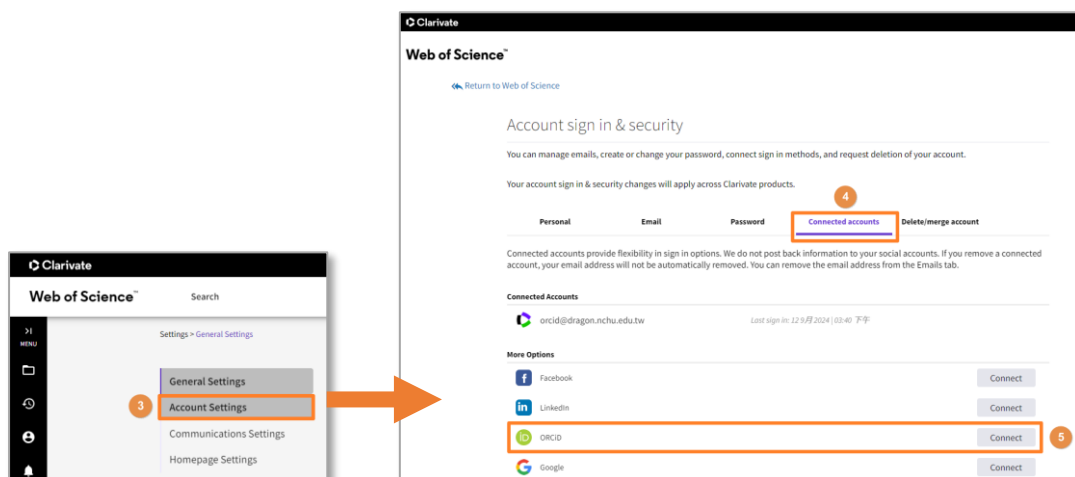 Clarivate
Web of Science™
Search
MENU
Settings > General Settings
General Settings
3
Account Settings
Communications Settings
Homepage Settings
Clarivate
Web of Science™
Return to Web of Science
Account sign in & security
You can manage emails, create or change your password, connect sign in methods, and request deletion of your account.
Your account sign in & security changes will apply across Clarivate products.
4
Personal Email Password Connected accounts Delete/merge account
Connected accounts provide flexibility in sign in options. We do not post back information to your social accounts. If you remove a connected
account, your email address will not be automatically removed. You can remove the email address from the Emails tab.
Connected Accounts
orcid@dragon.nchu.edu.tw Last sign in: 12 9月 2024 | 03:40 下午
More Options
f Facebook Connect
in LinkedIn Connect
iD ORCiD Connect 5
G Google Connect